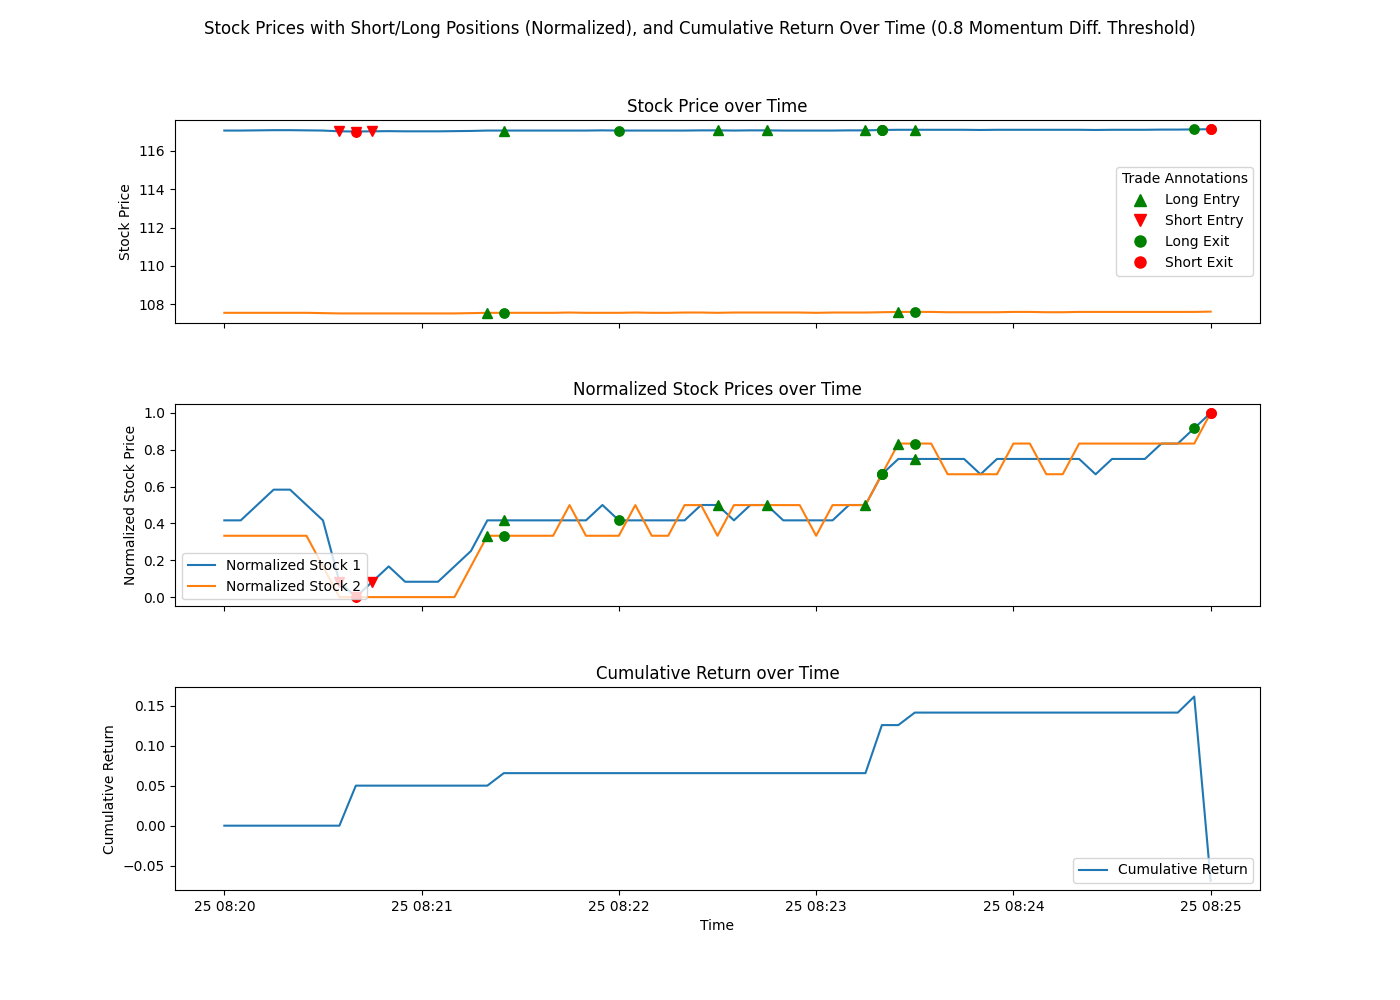 Stock Prices with Short/Long Positions (Normalized), and Cumulative Return Over Time (0.8 Momentum Diff. Threshold)
Stock Price over Time
116
114
112
110
108
Stock Price
Trade Annotations
Long Entry
Short Entry
Long Exit
Short Exit
Normalized Stock Prices over Time
1.0
0.8
0.6
0.4
0.2
0.0
Normalized Stock Price
Normalized Stock 1
Normalized Stock 2
Cumulative Return over Time
0.15
0.10
0.05
0.00
−0.05
Cumulative Return
Cumulative Return
25 08:20
25 08:21
25 08:22
25 08:23
25 08:24
25 08:25
Time